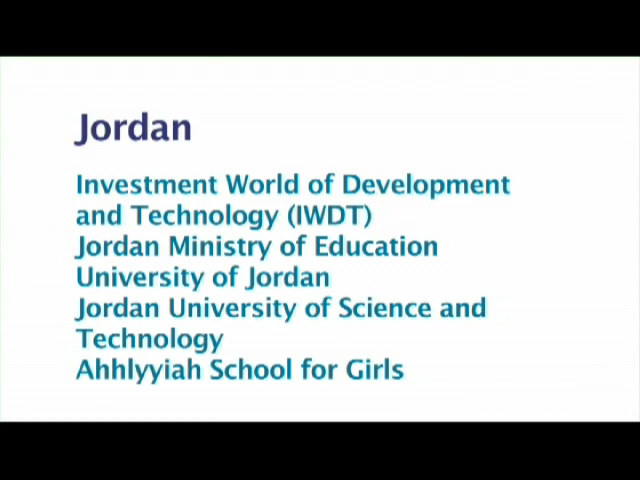 Jordan
Investment World of Development
and Technology (IWDT)
Jordan Ministry of Education
University of Jordan
Jordan University of Science and
Technology
Ahhlyyiah School for Girls